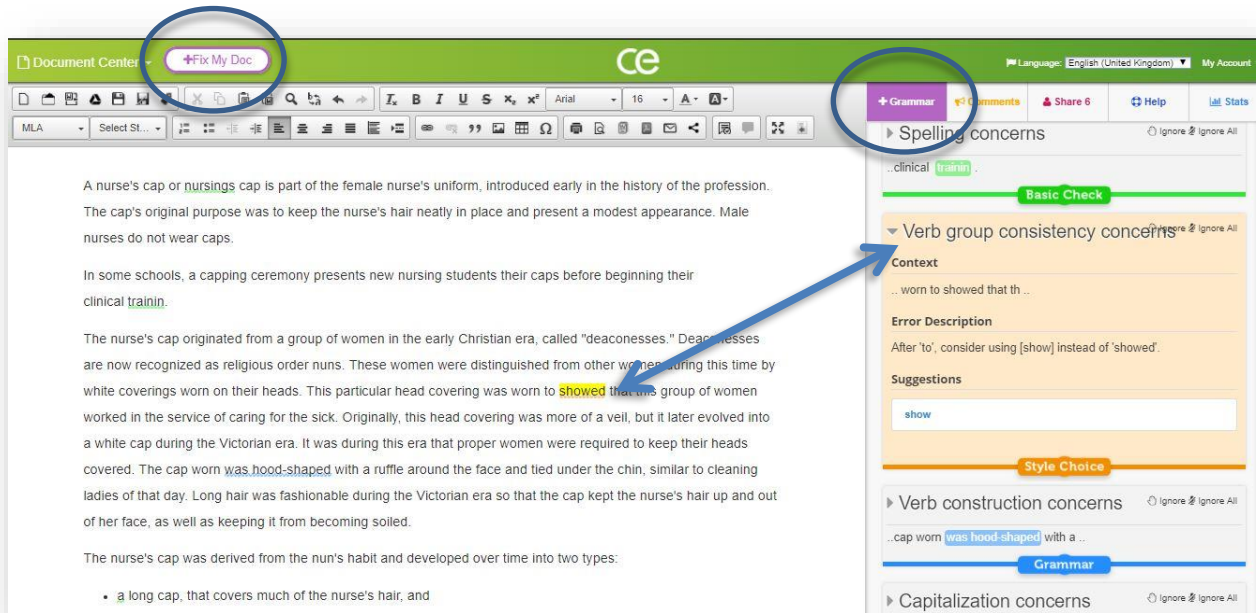 Document Center
+Fix My Doc
ce
Language: English (United Kingdom) ▼
My Account
Arial
16
MLA
Select St...
+ Grammar
Comments
Share 6
Help
Stats
A nurse's cap or nursings cap is part of the female nurse's uniform, introduced early in the history of the profession.
The cap's original purpose was to keep the nurse's hair neatly in place and present a modest appearance. Male
nurses do not wear caps.
In some schools, a capping ceremony presents new nursing students their caps before beginning their
clinical trainin.
The nurse's cap originated from a group of women in the early Christian era, called "deaconesses." Deaconesses
are now recognized as religious order nuns. These women were distinguished from other women during this time by
white coverings worn on their heads. This particular head covering was worn to showed that this group of women
worked in the service of caring for the sick. Originally, this head covering was more of a veil, but it later evolved into
a white cap during the Victorian era. It was during this era that proper women were required to keep their heads
covered. The cap worn was hood-shaped with a ruffle around the face and tied under the chin, similar to cleaning
ladies of that day. Long hair was fashionable during the Victorian era so that the cap kept the nurse's hair up and out
of her face, as well as keeping it from becoming soiled.
The nurse's cap was derived from the nun's habit and developed over time into two types:
• a long cap, that covers much of the nurse's hair, and
Spelling concerns
Ignore Ignore All
..clinical trainin .
Basic Check
Verb group consistency concerns
Ignore Ignore All
Context
.. worn to showed that th ..
Error Description
After 'to', consider using [show] instead of 'showed'.
Suggestions
show
Style Choice
Verb construction concerns
Ignore Ignore All
..cap worn was hood-shaped with a ..
Grammar
Capitalization concerns
Ignore Ignore All